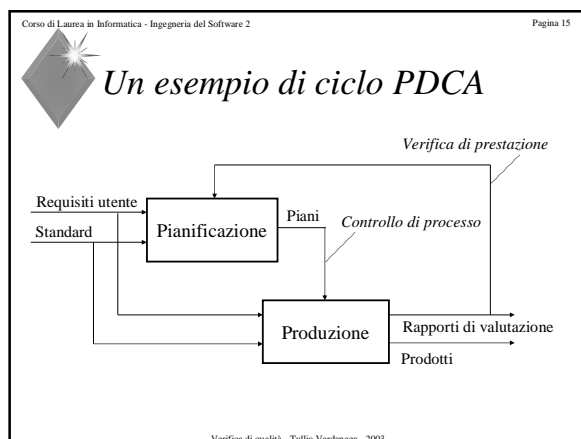 Corso di Laurea in Informatica - Ingegneria del Software 2
Pagina 15
Un esempio di ciclo PDCA
Verifica di prestazione
Requisiti utente
Standard
Pianificazione
Piani
Controllo di processo
Produzione
Rapporti di valutazione
Prodotti
Verifica di qualità - Tullio Vardanega - 2003